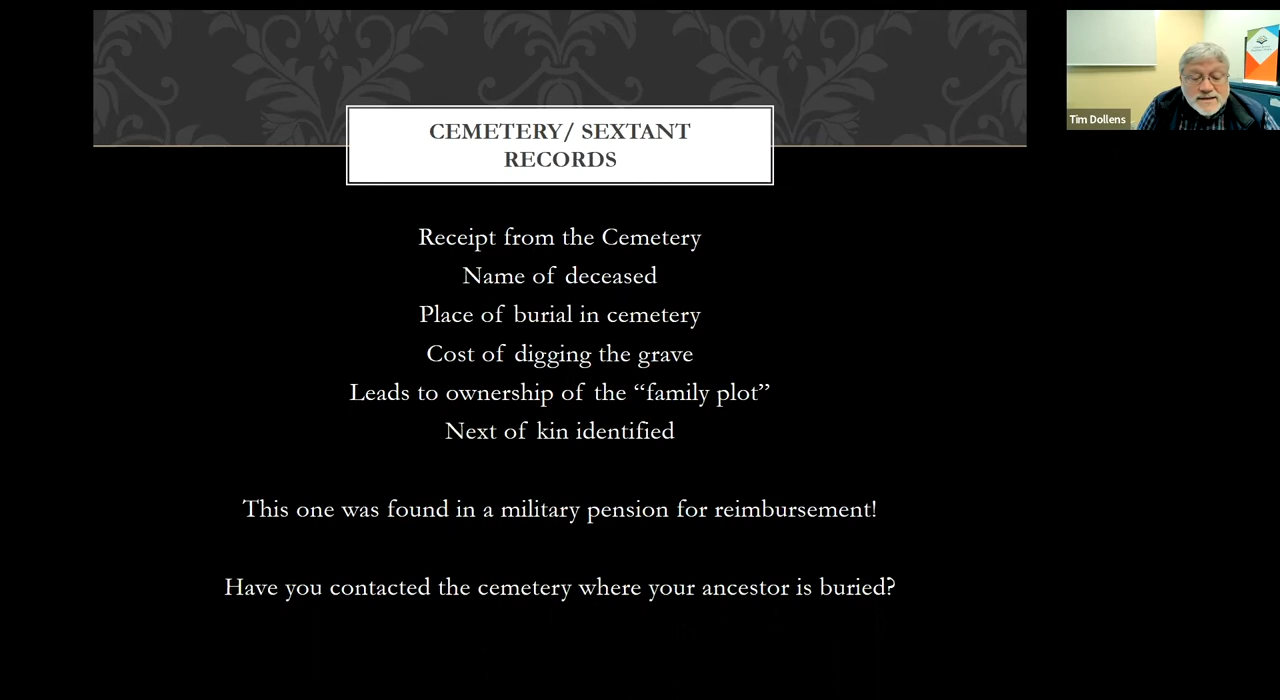 CEMETERY/ SEXTANT
RECORDS
Receipt from the Cemetery
Name of deceased
Place of burial in cemetery
Cost of digging the grave
Leads to ownership of the “family plot”
Next of kin identified
This one was found in a military pension for reimbursement!
Have you contacted the cemetery where your ancestor is buried?
Tim Dollens